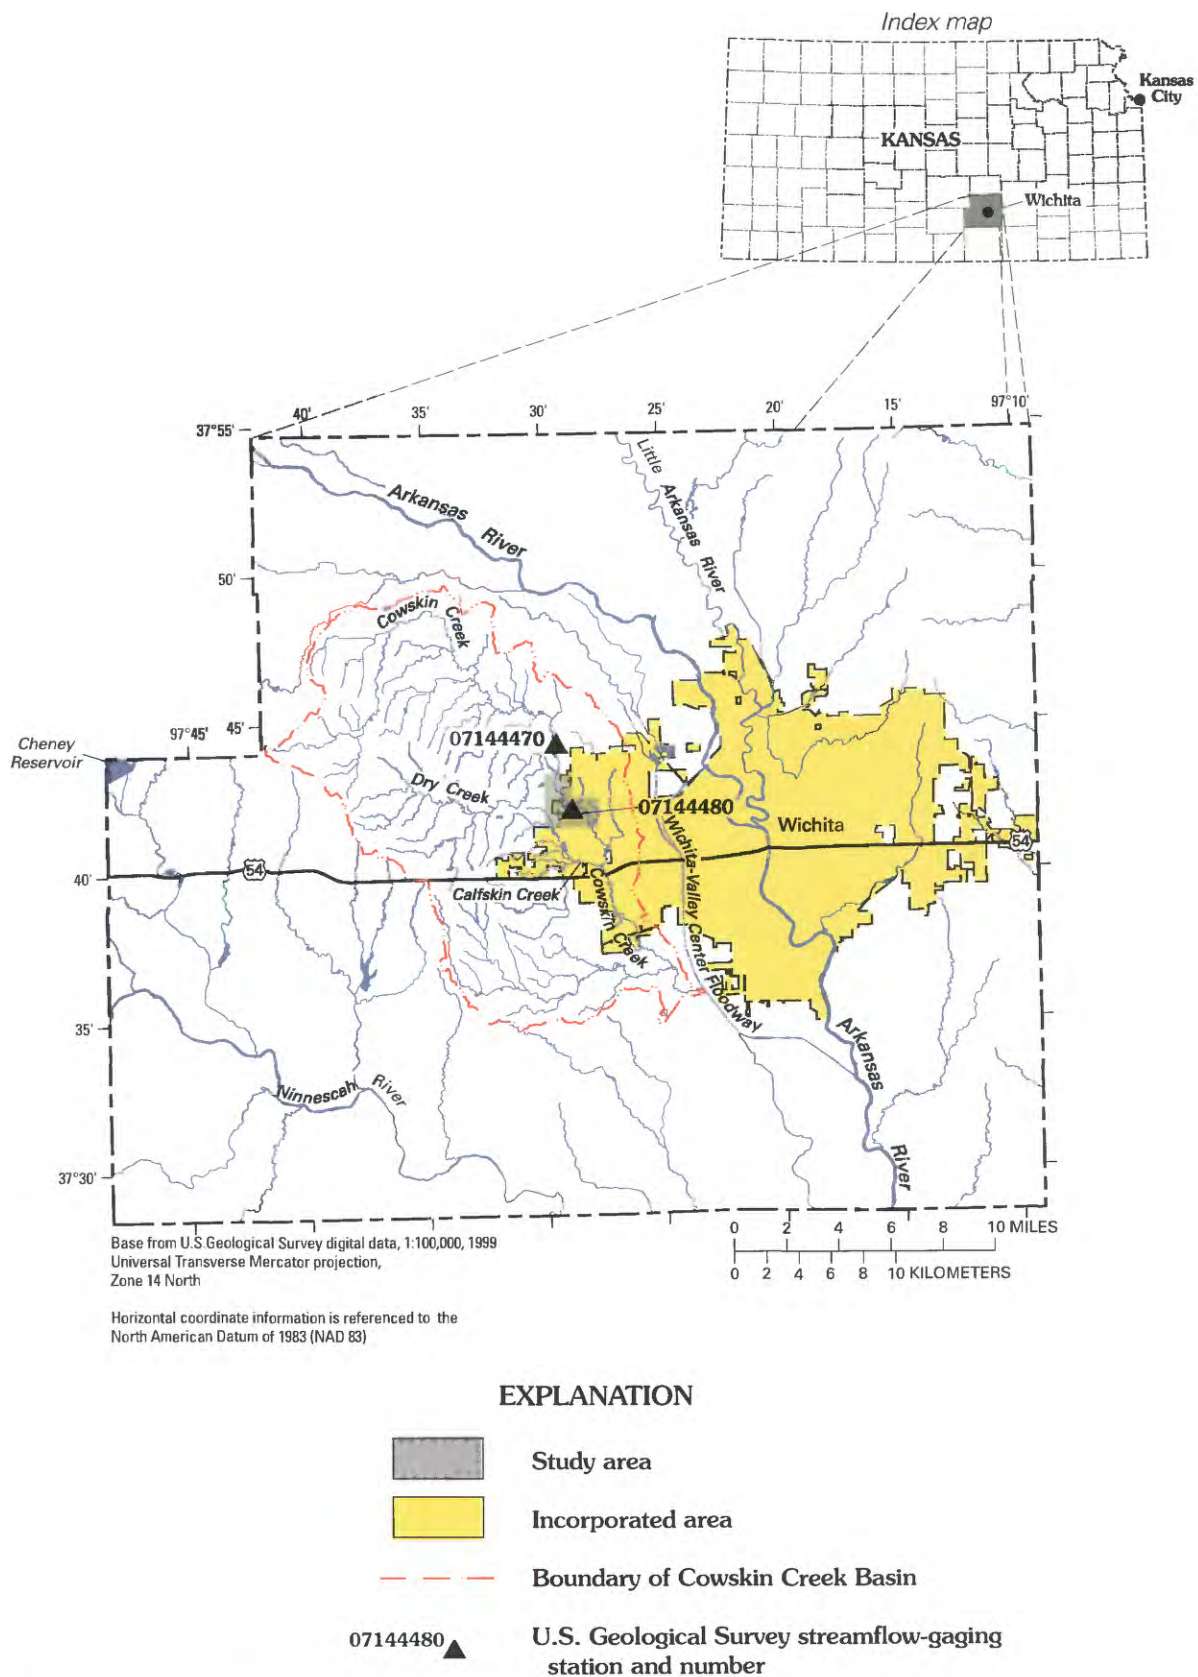 Index map
Kansas
City
KANSAS
Wichita
40'
35'
30'
25'
20'
15'
97°10'
37°55'
Little Arkansas River
Arkansas River
50'
Cowskin Creek
45'
97°45'
Cheney
Reservoir
07144470
Dry Creek
07144480
Wichita
54
54
40'
Calfskin Creek
Cowskin Creek
Wichita-Valley Center Floodway
35'
Arkansas River
Ninnescah River
37°30'
0 2 4 6 8 10 MILES
0 2 4 6 8 10 KILOMETERS
Base from U.S.Geological Survey digital data, 1:100,000, 1999
Universal Transverse Mercator projection,
Zone 14 North
Horizontal coordinate information is referenced to the
North American Datum of 1983 (NAD 83)
EXPLANATION
Study area
Incorporated area
Boundary of Cowskin Creek Basin
07144480
U.S. Geological Survey streamflow-gaging
station and number